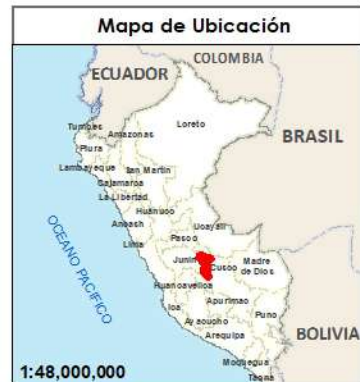 Mapa de Ubicación
COLOMBIA
ECUADOR
Tumbes
Loreto
Amazonas
Piura
BRASIL
Lambayeque
San Martin
Cajamarca
La Libertad
Huanuco
Ancash
Ucayali
Pasco
Lima
Junin
Cusco
Madre
de Dios
OCEANO PACÍFICO
Huancavelica
Ica
Apurimac
Puno
Ayacucho
BOLIVIA
Arequipa
Moquegua
Tacna
1:48,000,000